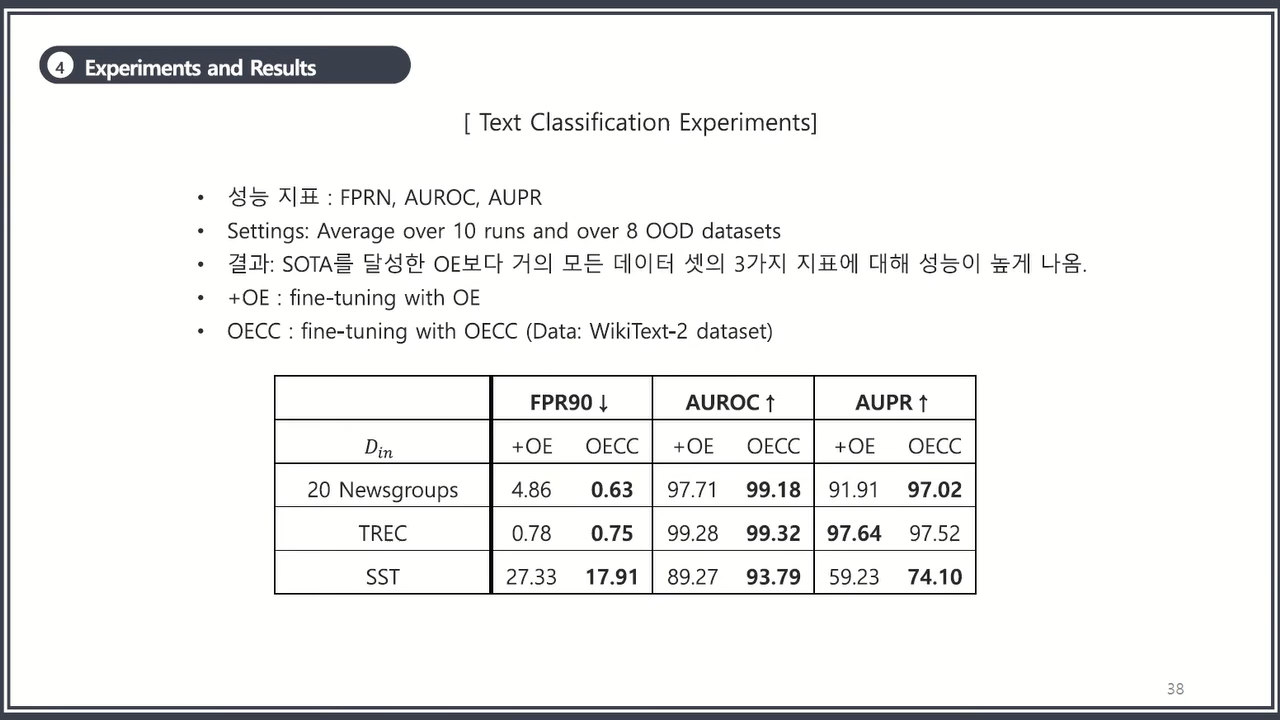 4 Experiments and Results
[ Text Classification Experiments]
• 성능 지표 : FPRN, AUROC, AUPR
• Settings: Average over 10 runs and over 8 OOD datasets
• 결과: SOTA를 달성한 OE보다 거의 모든 데이터 셋의 3가지 지표에 대해 성능이 높게 나옴.
• +OE : fine-tuning with OE
• OECC : fine-tuning with OECC (Data: WikiText-2 dataset)
FPR90↓ AUROC↑ AUPR↑
D_in +OE OECC +OE OECC +OE OECC
20 Newsgroups 4.86 0.63 97.71 99.18 91.91 97.02
TREC 0.78 0.75 99.28 99.32 97.64 97.52
SST 27.33 17.91 89.27 93.79 59.23 74.10
38